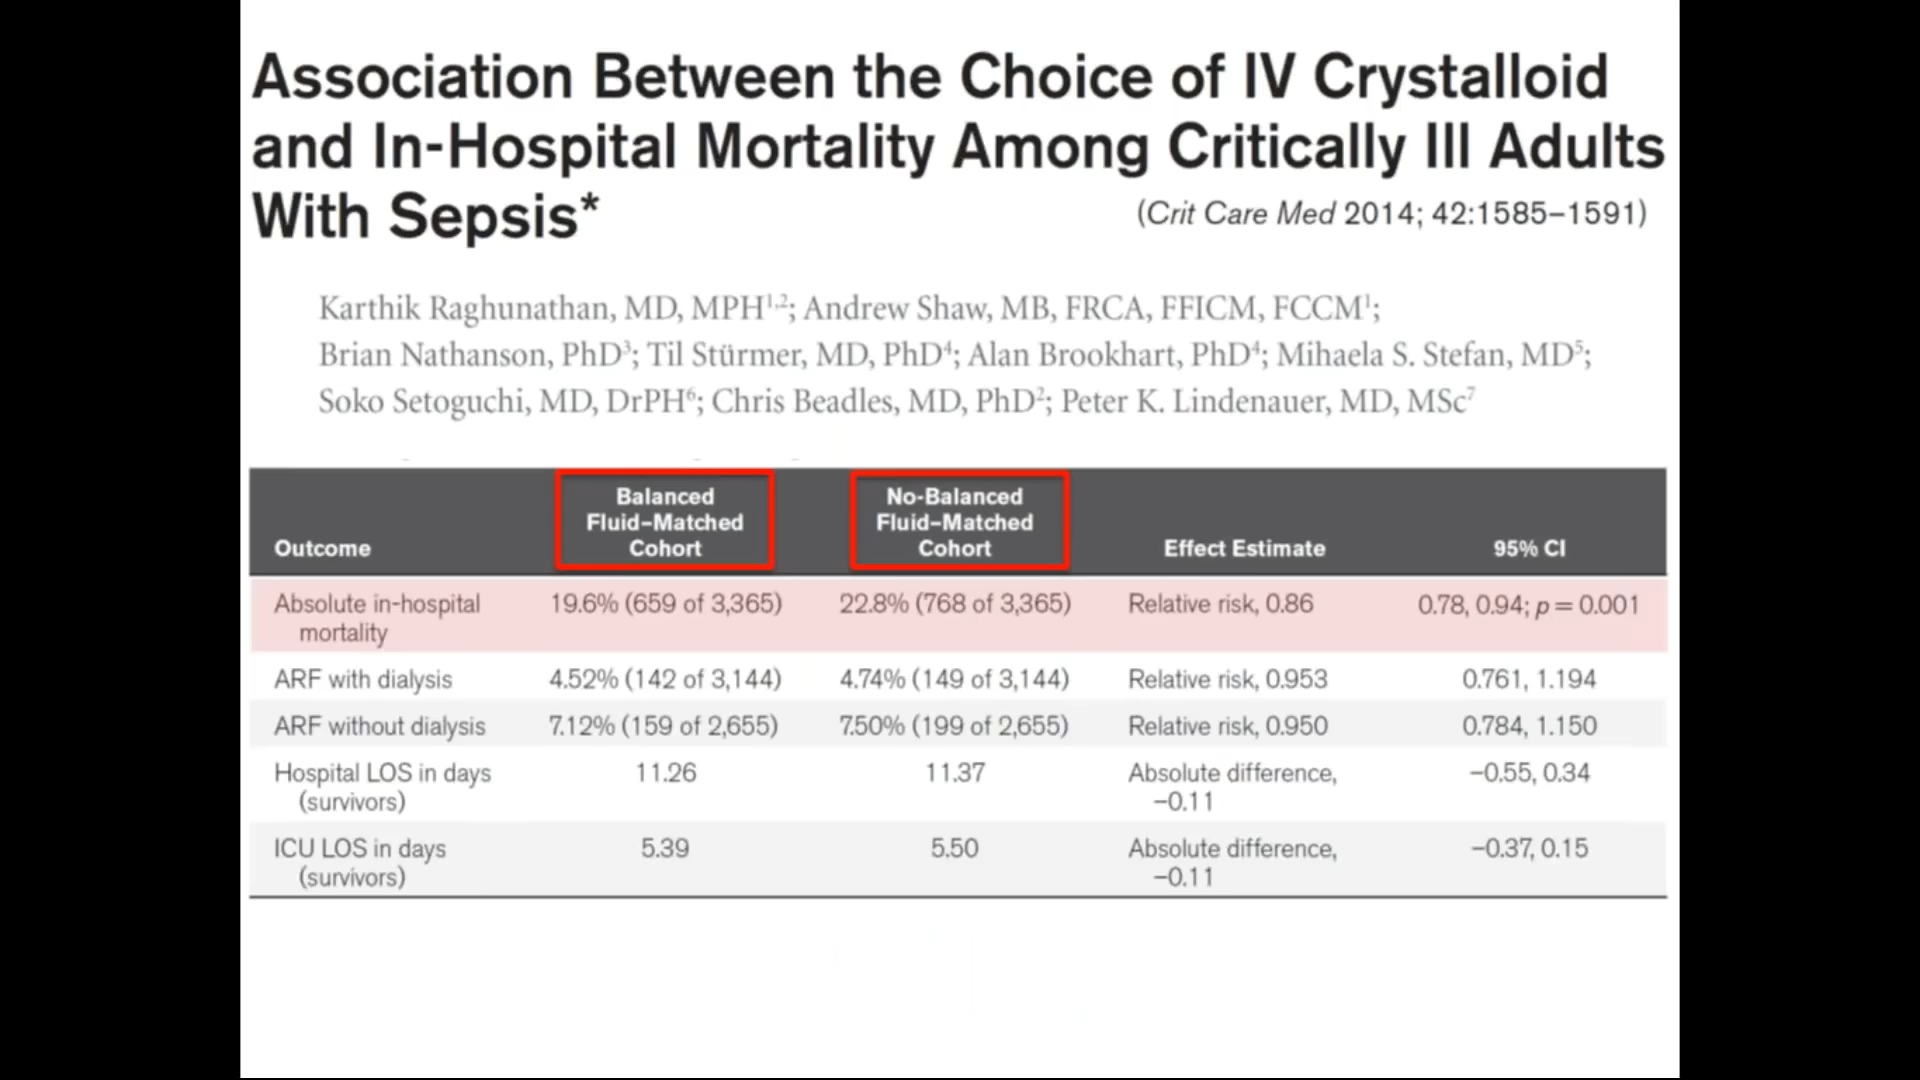 Association Between the Choice of IV Crystalloid
and In-Hospital Mortality Among Critically Ill Adults
With Sepsis*
(Crit Care Med 2014; 42:1585–1591)
Karthik Raghunathan, MD, MPH1,2; Andrew Shaw, MB, FRCA, FFICM, FCCM1;
Brian Nathanson, PhD3; Til Stürmer, MD, PhD4; Alan Brookhart, PhD4; Mihaela S. Stefan, MD5;
Soko Setoguchi, MD, DrPH6; Chris Beadles, MD, PhD2; Peter K. Lindenauer, MD, MSc7
Outcome
Balanced
Fluid–Matched
Cohort
No-Balanced
Fluid–Matched
Cohort
Effect Estimate
95% CI
Absolute in-hospital
mortality
19.6% (659 of 3,365)
22.8% (768 of 3,365)
Relative risk, 0.86
0.78, 0.94; p = 0.001
ARF with dialysis
4.52% (142 of 3,144)
4.74% (149 of 3,144)
Relative risk, 0.953
0.761, 1.194
ARF without dialysis
7.12% (159 of 2,655)
7.50% (199 of 2,655)
Relative risk, 0.950
0.784, 1.150
Hospital LOS in days
(survivors)
11.26
11.37
Absolute difference,
−0.11
−0.55, 0.34
ICU LOS in days
(survivors)
5.39
5.50
Absolute difference,
−0.11
−0.37, 0.15